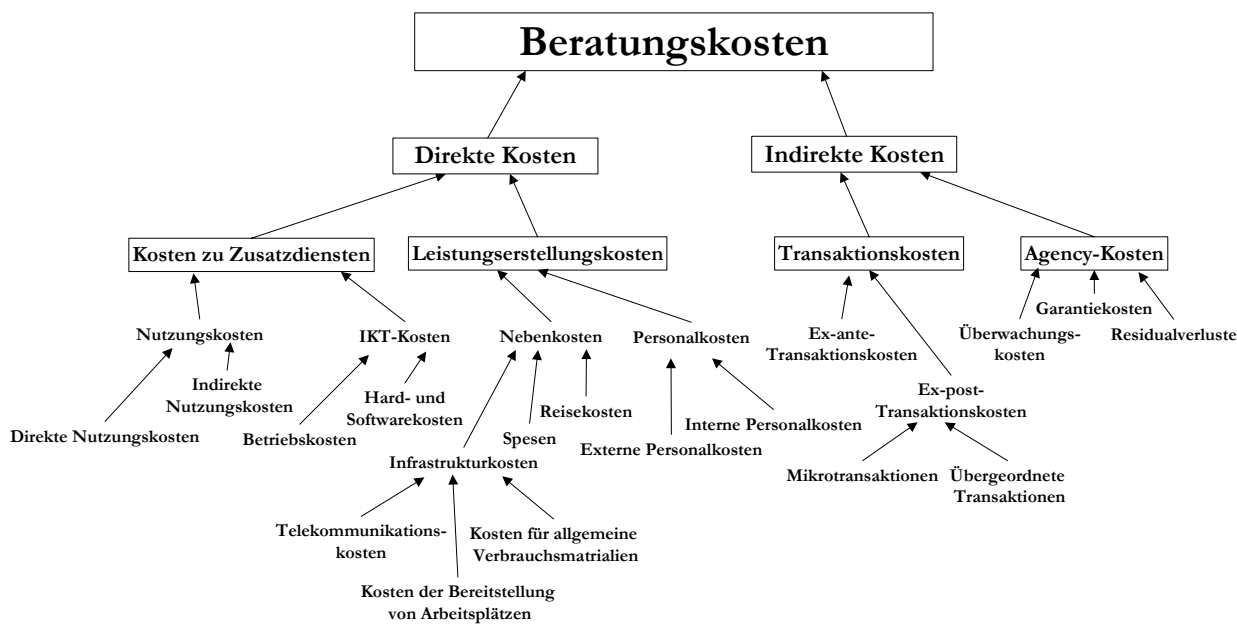 Beratungskosten
Direkte Kosten
Indirekte Kosten
Kosten zu Zusatzdiensten
Leistungserstellungskosten
Transaktionskosten
Agency-Kosten
Nutzungskosten
IKT-Kosten
Nebenkosten
Personalkosten
Ex-ante-
Transaktionskosten
Überwachungs-
kosten
Garantiekosten
Residualverluste
Direkte Nutzungskosten
Indirekte
Nutzungskosten
Betriebskosten
Hard- und
Softwarekosten
Spesen
Reisekosten
Externe Personalkosten
Interne Personalkosten
Ex-post-
Transaktionskosten
Infrastrukturkosten
Mikrotransaktionen
Übergeordnete
Transaktionen
Telekommunikations-
kosten
Kosten für allgemeine
Verbrauchsmatrialien
Kosten der Bereitstellung
von Arbeitsplätzen